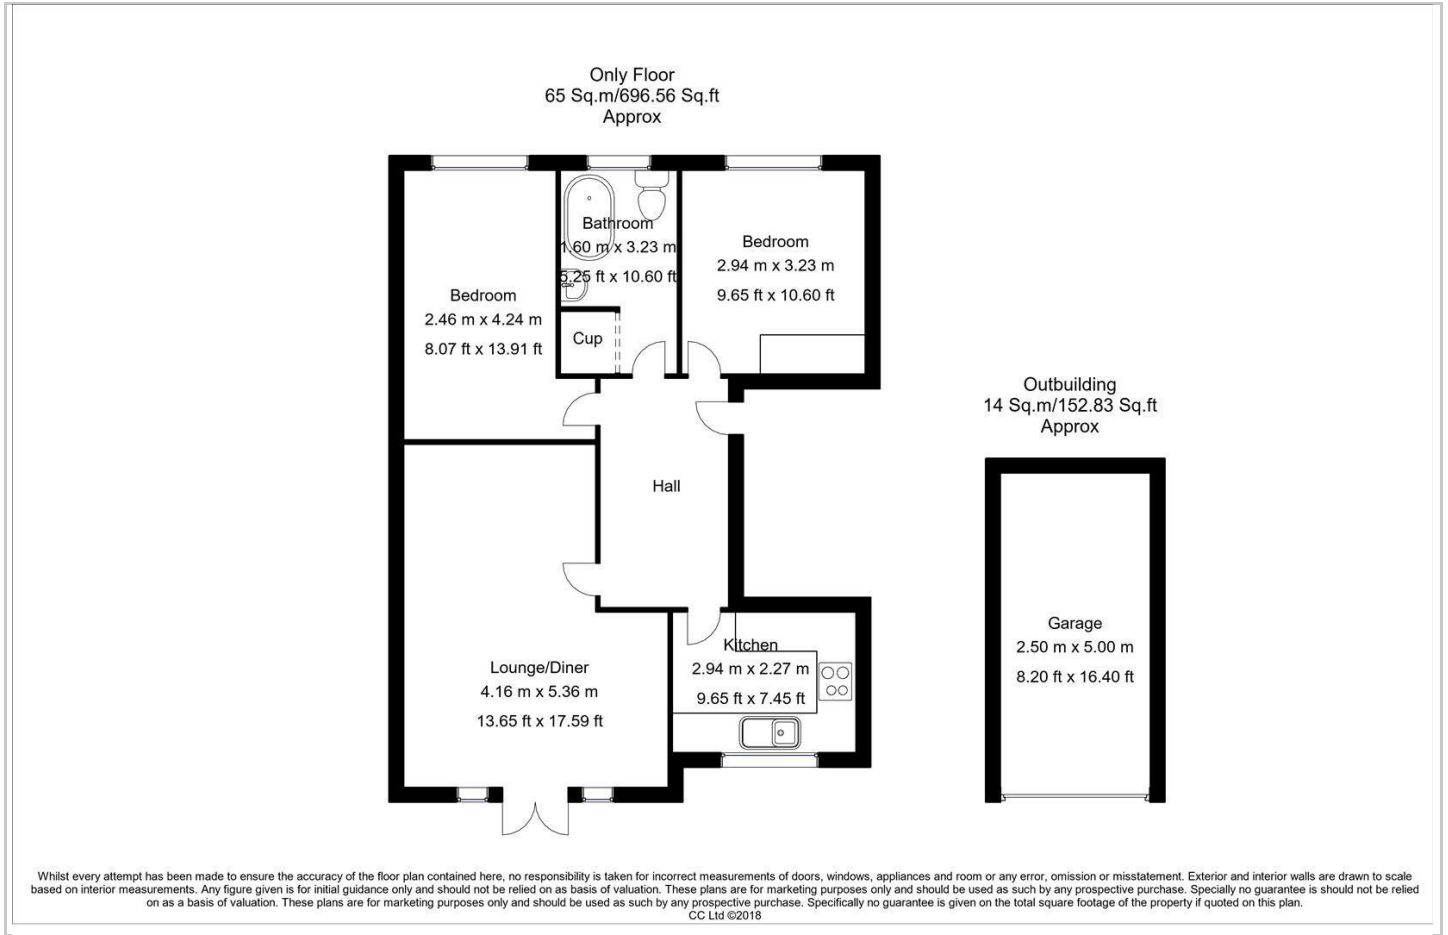 Only Floor
65 Sq.m/696.56 Sq.ft
Approx
Bathroom
1.60 m x 3.23 m
5.25 ft x 10.60 ft
Bedroom
2.94 m x 3.23 m
9.65 ft x 10.60 ft
Bedroom
2.46 m x 4.24 m
8.07 ft x 13.91 ft
Cup
Outbuilding
14 Sq.m/152.83 Sq.ft
Approx
Hall
Garage
2.50 m x 5.00 m
8.20 ft x 16.40 ft
Kitchen
2.94 m x 2.27 m
9.65 ft x 7.45 ft
Lounge/Diner
4.16 m x 5.36 m
13.65 ft x 17.59 ft
Whilst every attempt has been made to ensure the accuracy of the floor plan contained here, no responsibility is taken for incorrect measurements of doors, windows, appliances and room or any error, omission or misstatement. Exterior and interior walls are drawn to scale
based on interior measurements. Any figure given is for initial guidance only and should not be relied on as basis of valuation. These plans are for marketing purposes only and should be used as such by any prospective purchase. Specially no guarantee is should not be relied
on as a basis of valuation. These plans are for marketing purposes only and should be used as such by any prospective purchase. Specifically no guarantee is given on the total square footage of the property if quoted on this plan.
CC Ltd ©2018